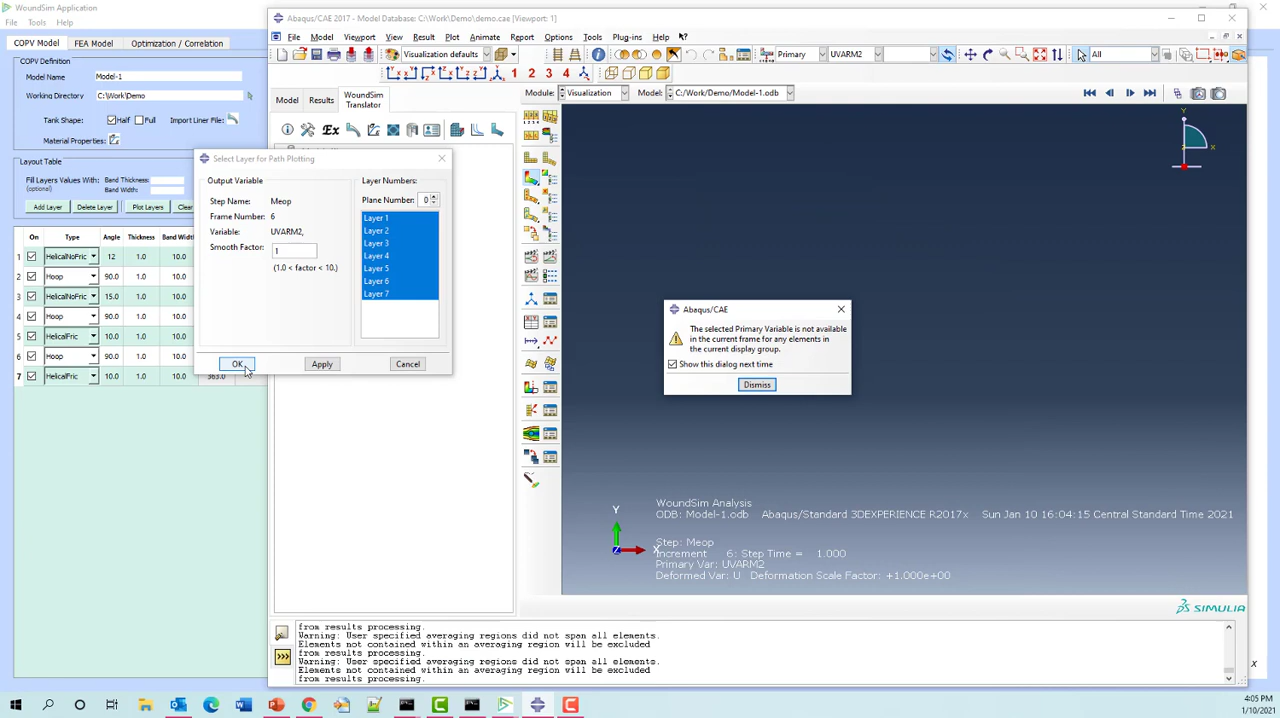 WoundSim Application
File Tools Help
COPV Model FEA Model Optimization / Correlation
COPV Definition
Model Name Model-1
Working Directory C:\Work\Demo
Tank Shape: Full Import Liner File:
Material Properties:
Layout Table
Fill Layers Values With: Band Thickness:
(optional) Band Width:
Add Layer Delete Layer Plot Layers
On Type Angle Thickness Band Width
1 HelicalNoFric 12 1.0 10.0
2 Hoop 90.0 1.0 10.0
3 HelicalNoFric 15.0 1.0 10.0
4 Hoop 90.0 1.0 10.0
5 HelicalFric 10.0 1.0 10.0
6 Hoop 90.0 1.0 10.0
7 HelicalFric 10.0 1.0 10.0 363.0
Abaqus/CAE 2017 - Model Database: C:\Work\Demo\demo.cae [Viewport: 1]
File Model Viewport View Result Plot Animate Report Options Tools Plug-ins Help
Visualization defaults Primary UVARM2 All
X Y 1 2 3 4
Model Results WoundSim Translator
Module: Visualization Model: C:/Work/Demo/Model-1.odb
Ex
Select Layer for Path Plotting
Output Variable
Step Name: Meop
Frame Number: 6
Variable: UVARM2,
Smooth Factor: 1
(1.0 < factor < 10.)
Layer Numbers:
Plane Number: 0
Layer 1
Layer 2
Layer 3
Layer 4
Layer 5
Layer 6
Layer 7
OK Apply Cancel
Abaqus/CAE
The selected Primary Variable is not available
in the current frame for any elements in
the current display group.
Show this dialog next time
Dismiss
Y
X
WoundSim Analysis
ODB: Model-1.odb Abaqus/Standard 3DEXPERIENCE R2017x Sun Jan 10 16:04:15 Central Standard Time 2021
Step: Meop
Increment 6: Step Time = 1.000
Primary Var: UVARM2
Deformed Var: U Deformation Scale Factor: +1.000e+00
SIMULIA
from results processing.
Warning: User specified averaging regions did not span all elements.
Elements not contained within an averaging region will be excluded
from results processing.
Warning: User specified averaging regions did not span all elements.
Elements not contained within an averaging region will be excluded
from results processing.
>>>
X
4:05 PM
1/10/2021